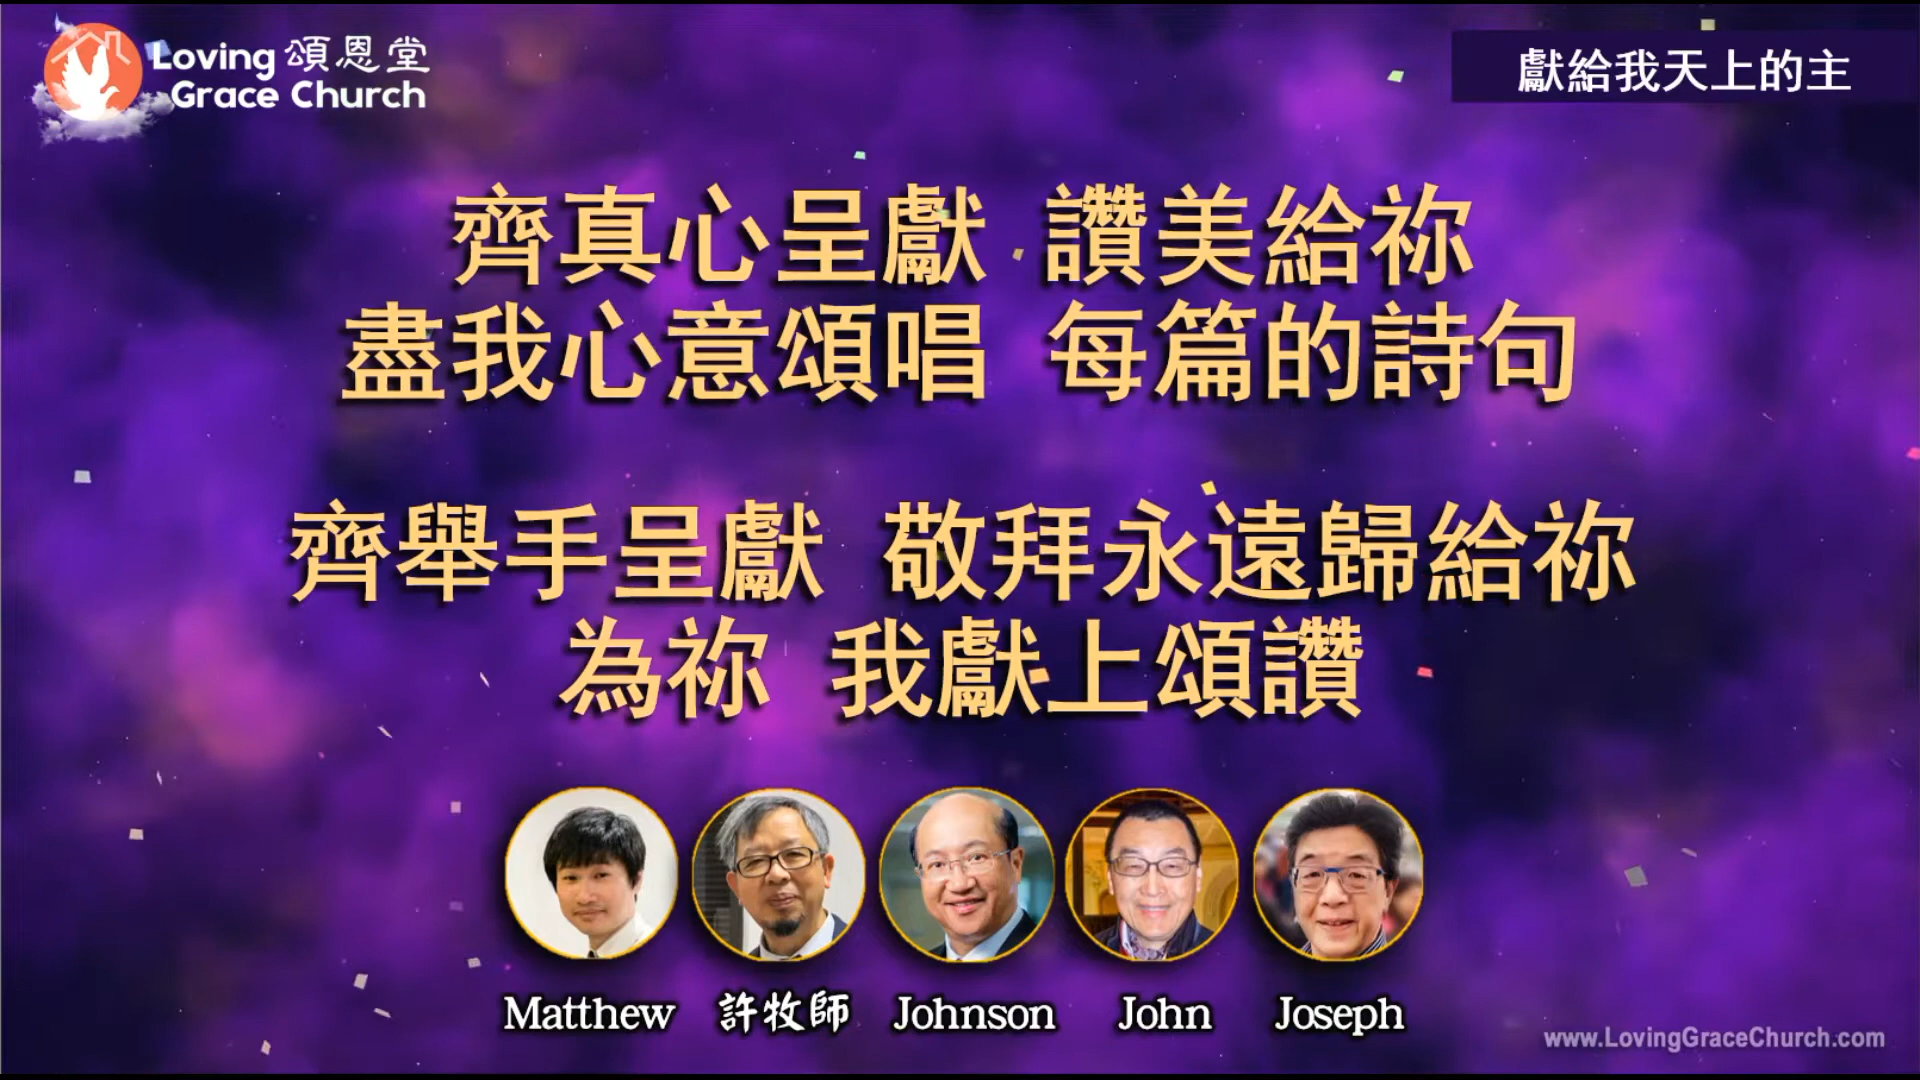 Loving 頌恩堂
Grace Church
獻給我天上的主
齊真心呈獻 讚美給祢
盡我心意頌唱 每篇的詩句
齊舉手呈獻 敬拜永遠歸給祢
為祢 我獻上頌讚
Matthew 許牧師 Johnson John Joseph
www.LovingGraceChurch.com